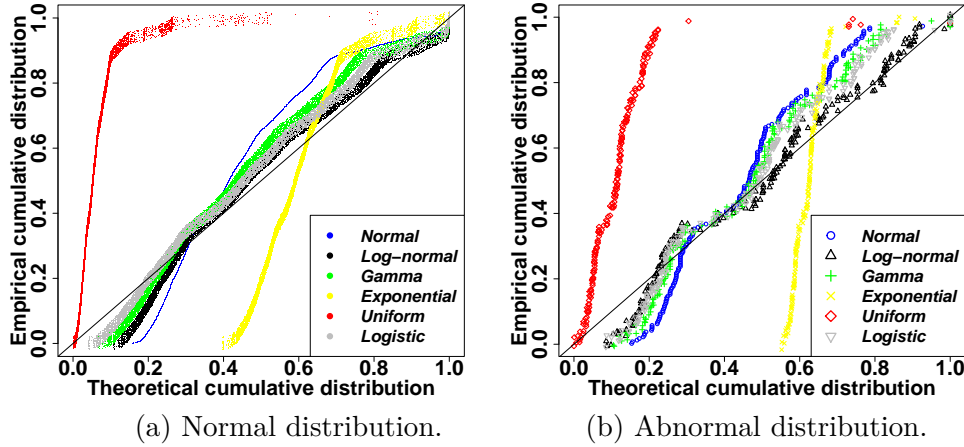 Empirical cumulative distribution
1.0
0.8
0.6
0.4
0.2
0.0
Normal
Log-normal
Gamma
Exponential
Uniform
Logistic
0.0 0.2 0.4 0.6 0.8 1.0
Theoretical cumulative distribution
(a) Normal distribution.
Empirical cumulative distribution
1.0
0.8
0.6
0.4
0.2
0.0
Normal
Log-normal
Gamma
Exponential
Uniform
Logistic
0.0 0.2 0.4 0.6 0.8 1.0
Theoretical cumulative distribution
(b) Abnormal distribution.